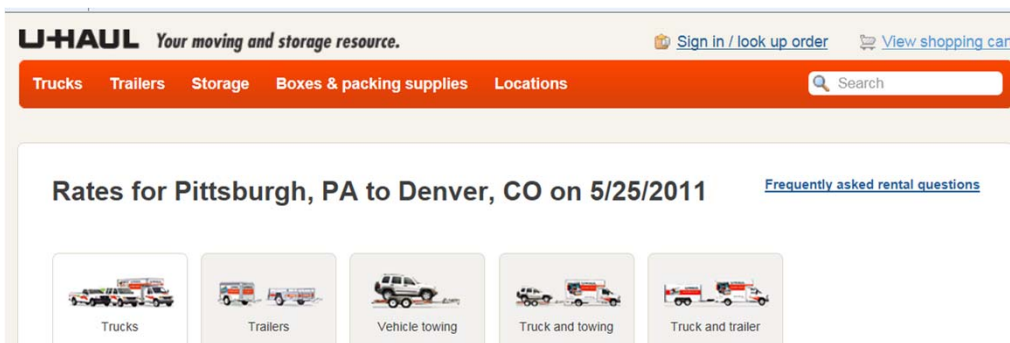 U-HAUL Your moving and storage resource. Sign in / look up order View shopping car
Trucks Trailers Storage Boxes & packing supplies Locations Search
Rates for Pittsburgh, PA to Denver, CO on 5/25/2011 Frequently asked rental questions
Trucks Trailers Vehicle towing Truck and towing Truck and trailer